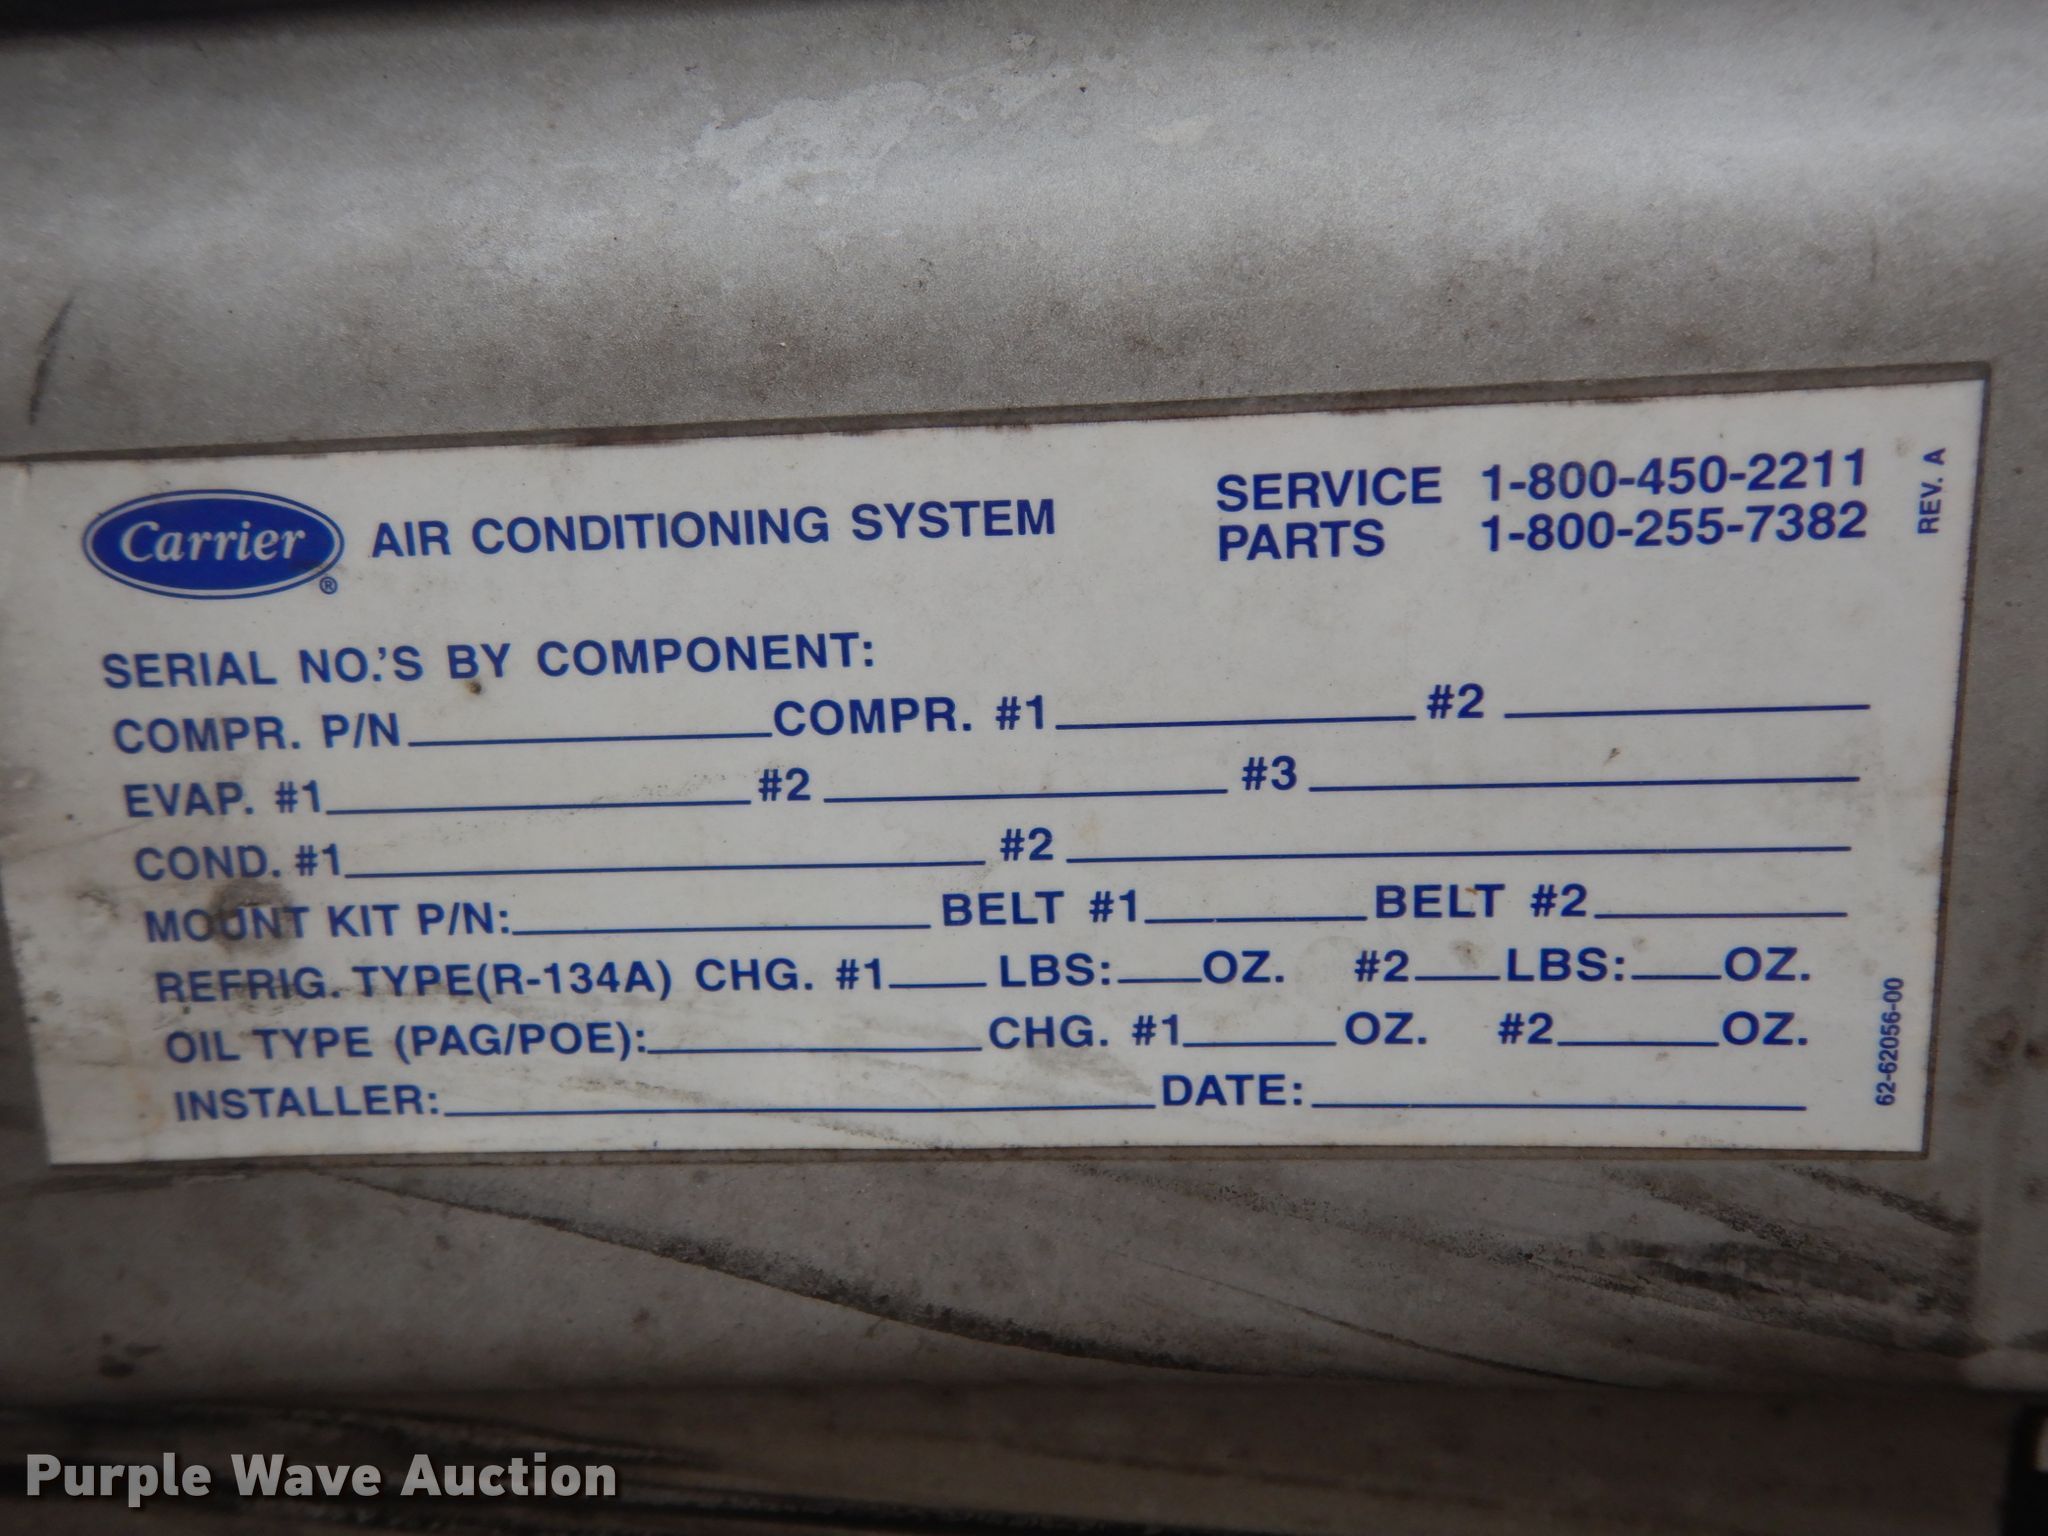 Carrier ® AIR CONDITIONING SYSTEM
SERVICE 1-800-450-2211
PARTS 1-800-255-7382
REV. A
SERIAL NO.'S BY COMPONENT:
COMPR. P/N COMPR. #1 #2
EVAP. #1 #2 #3
COND. #1 #2
MOUNT KIT P/N: BELT #1 BELT #2
REFRIG. TYPE(R-134A) CHG. #1 LBS: OZ. #2 LBS: OZ.
OIL TYPE (PAG/POE): CHG. #1 OZ. #2 OZ.
INSTALLER: DATE:
62-62056-00
Purple Wave Auction